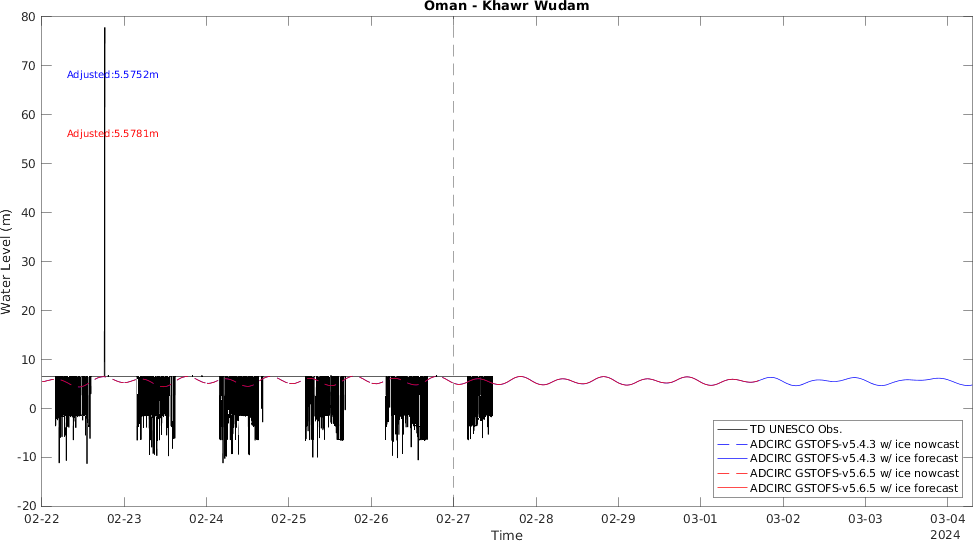 Oman - Khawr Wudam
80
70
60
50
40
30
20
10
0
-10
-20
Water Level (m)
Adjusted:5.5752m
Adjusted:5.5781m
TD UNESCO Obs.
ADCIRC GSTOFS-v5.4.3 w/ ice nowcast
ADCIRC GSTOFS-v5.4.3 w/ ice forecast
ADCIRC GSTOFS-v5.6.5 w/ ice nowcast
ADCIRC GSTOFS-v5.6.5 w/ ice forecast
02-22 02-23 02-24 02-25 02-26 02-27 02-28 02-29 03-01 03-02 03-03 03-04
2024
Time